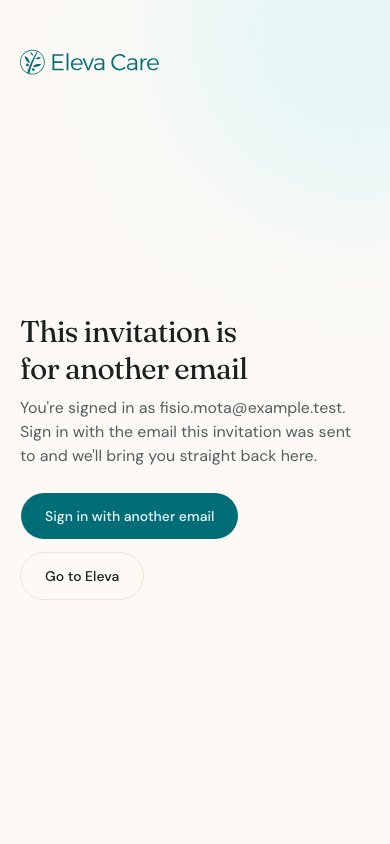 Eleva Care
This invitation is
for another email
You're signed in as fisio.mota@example.test.
Sign in with the email this invitation was sent
to and we'll bring you straight back here.
Sign in with another email
Go to Eleva